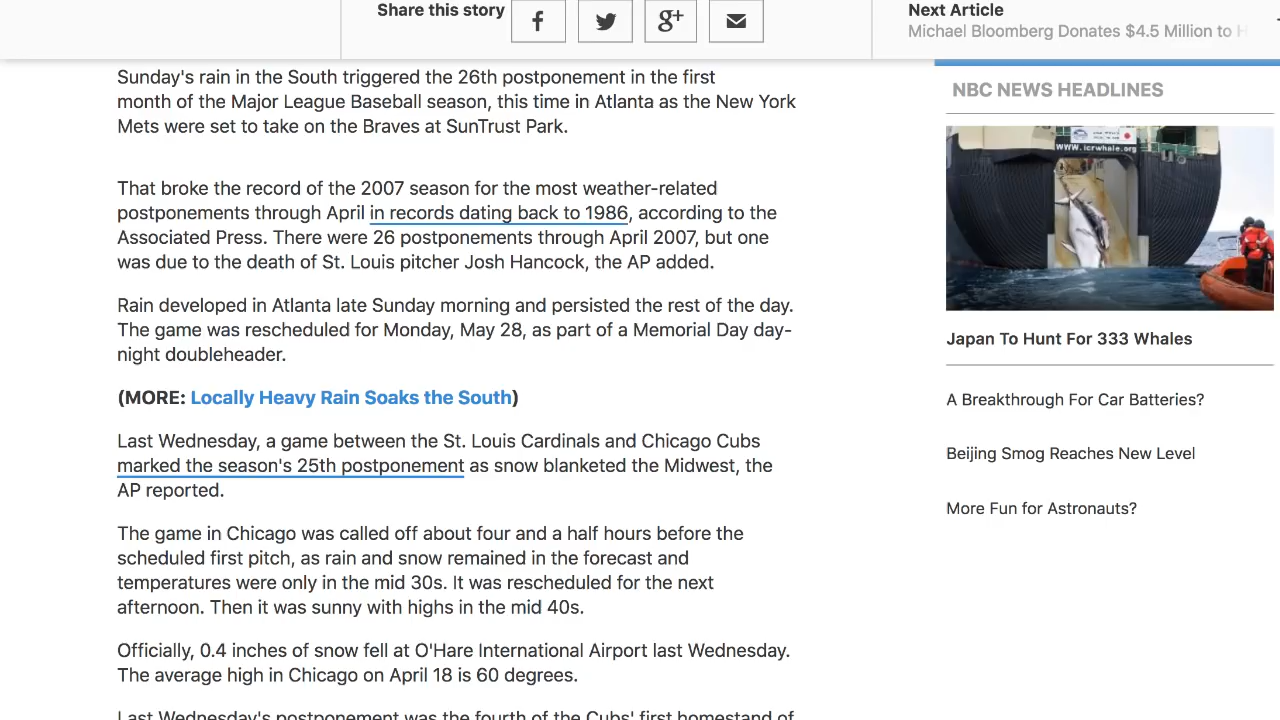 Share this story
Next Article
Michael Bloomberg Donates $4.5 Million to H
Sunday's rain in the South triggered the 26th postponement in the first
month of the Major League Baseball season, this time in Atlanta as the New York
Mets were set to take on the Braves at SunTrust Park.
That broke the record of the 2007 season for the most weather-related
postponements through April in records dating back to 1986, according to the
Associated Press. There were 26 postponements through April 2007, but one
was due to the death of St. Louis pitcher Josh Hancock, the AP added.
Rain developed in Atlanta late Sunday morning and persisted the rest of the day.
The game was rescheduled for Monday, May 28, as part of a Memorial Day day-
night doubleheader.
(MORE: Locally Heavy Rain Soaks the South)
Last Wednesday, a game between the St. Louis Cardinals and Chicago Cubs
marked the season's 25th postponement as snow blanketed the Midwest, the
AP reported.
The game in Chicago was called off about four and a half hours before the
scheduled first pitch, as rain and snow remained in the forecast and
temperatures were only in the mid 30s. It was rescheduled for the next
afternoon. Then it was sunny with highs in the mid 40s.
Officially, 0.4 inches of snow fell at O'Hare International Airport last Wednesday.
The average high in Chicago on April 18 is 60 degrees.
Last Wednesday's postponement was the fourth of the Cubs' first homestand of
NBC NEWS HEADLINES
WWW.icrwhale.org
Japan To Hunt For 333 Whales
A Breakthrough For Car Batteries?
Beijing Smog Reaches New Level
More Fun for Astronauts?